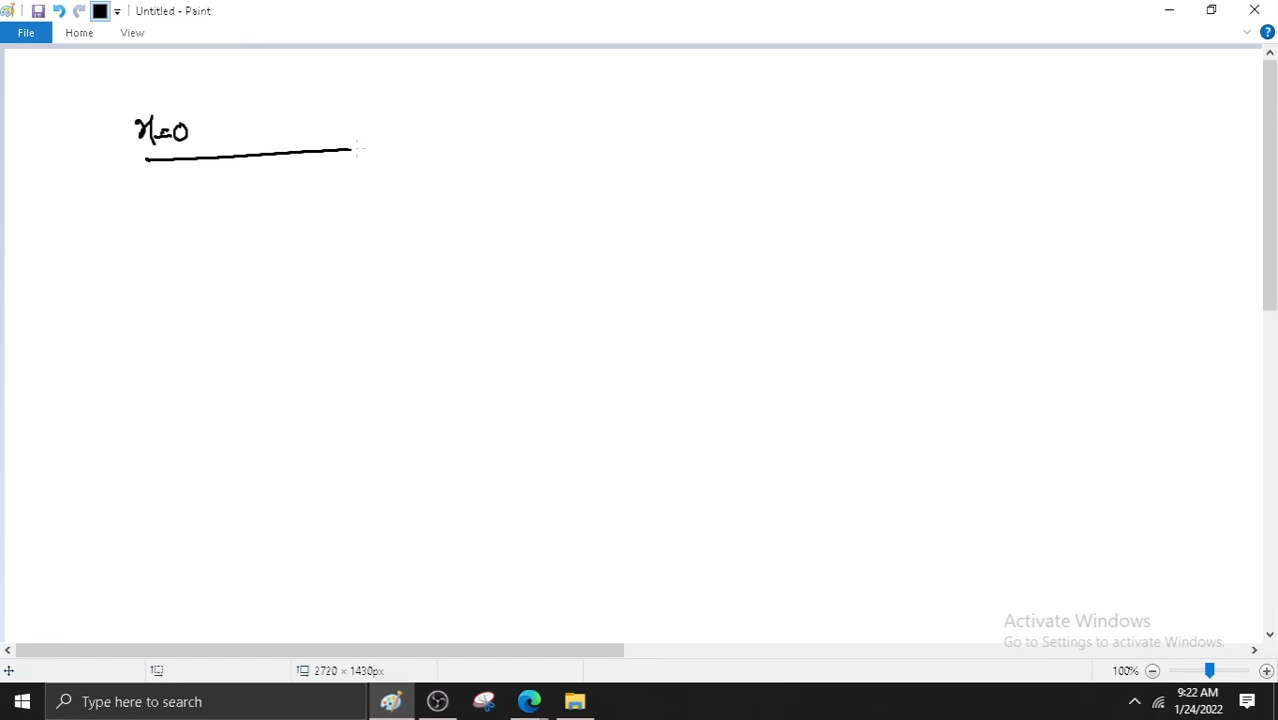 Untitled - Paint
File Home View
x=0
Activate Windows
Go to Settings to activate Windows.
2720 × 1430px 100%
Type here to search
9:22 AM
1/24/2022